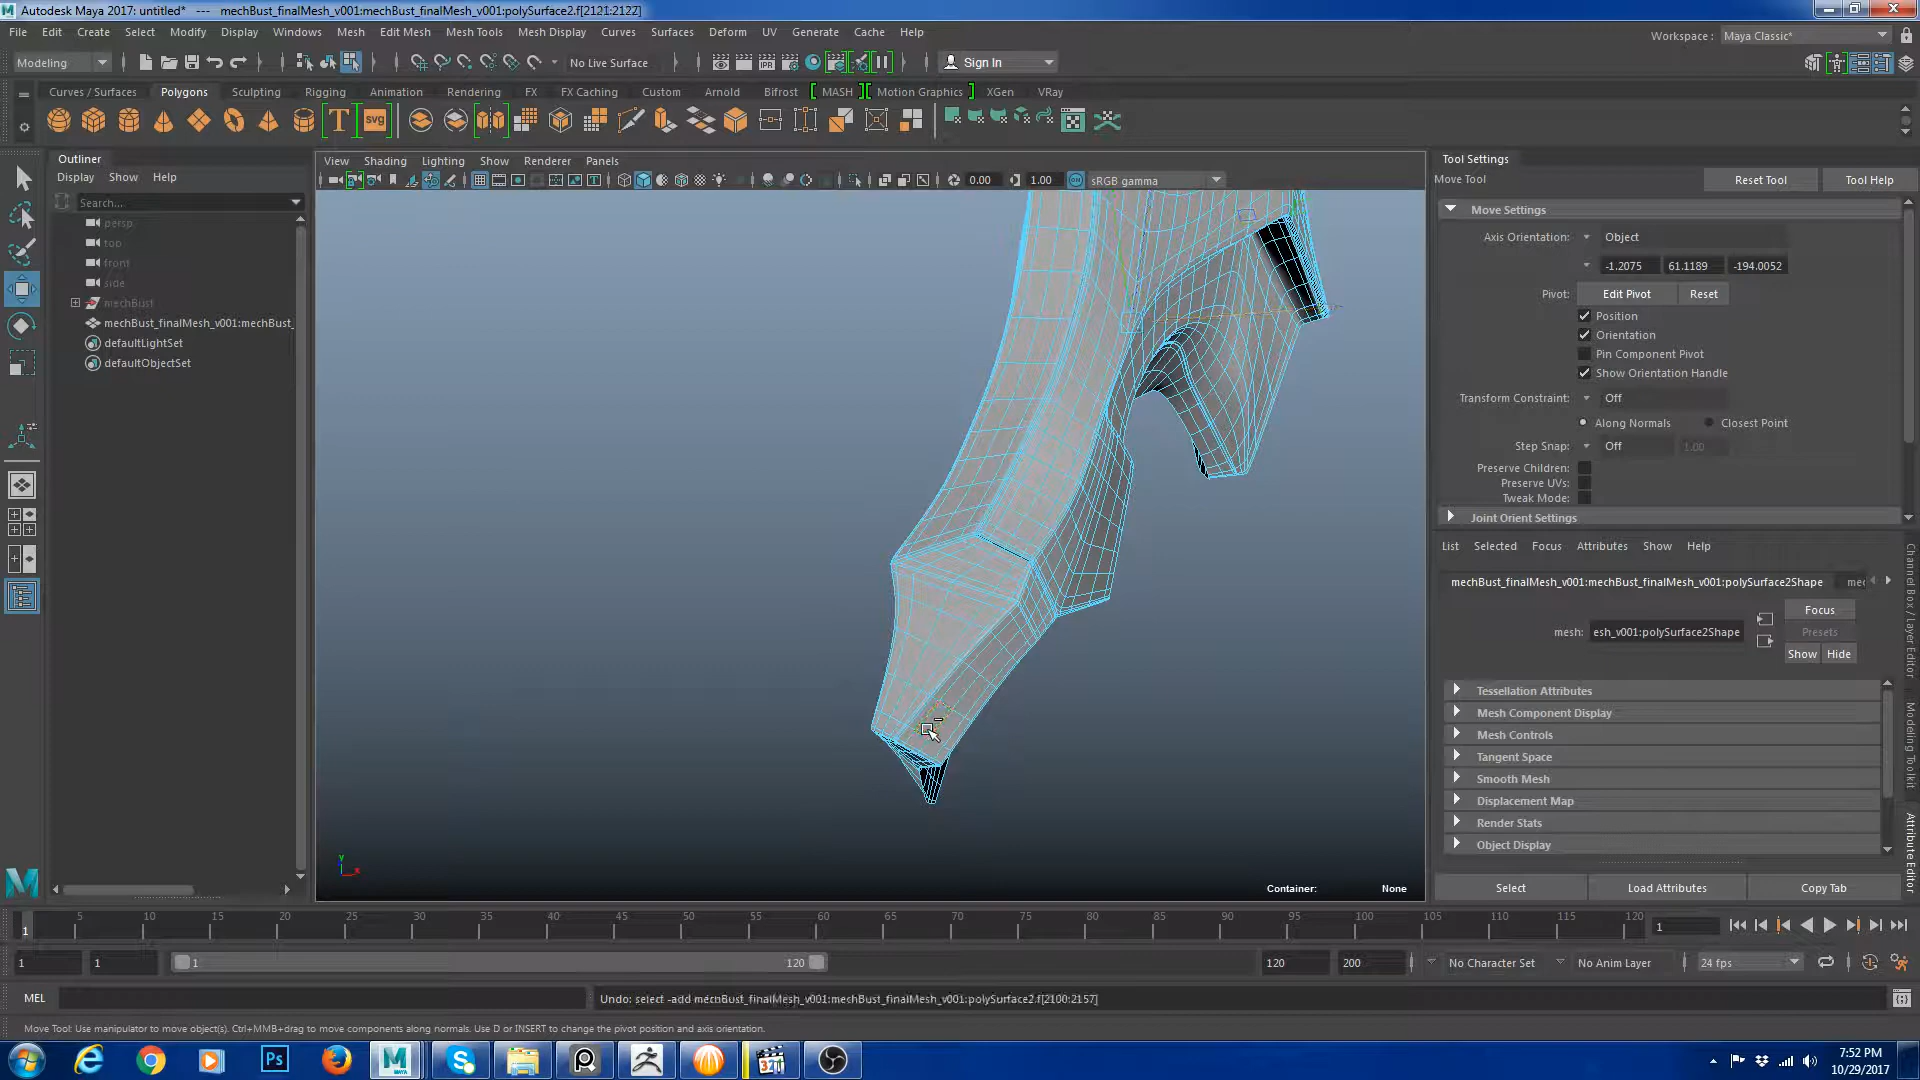 Autodesk Maya 2017: untitled* --- mechBust_finalMesh_v001:mechBust_finalMesh_v001:polySurface2.f[2121:2122]
File Edit Create Select Modify Display Windows Mesh Edit Mesh Mesh Tools Mesh Display Curves Surfaces Deform UV Generate Cache Help
Workspace : Maya Classic*
Modeling No Live Surface Sign In
Curves / Surfaces Polygons Sculpting Rigging Animation Rendering FX FX Caching Custom Arnold Bifrost MASH Motion Graphics XGen VRay
Outliner
Display Show Help
Search...
persp
top
front
side
mechBust
mechBust_finalMesh_v001:mechBust_
defaultLightSet
defaultObjectSet
View Shading Lighting Show Renderer Panels
0.00 1.00 sRGB gamma
Container: None
Tool Settings
Move Tool Reset Tool Tool Help
Move Settings
Axis Orientation: Object
-1.2075 61.1189 -194.0052
Pivot: Edit Pivot Reset
Position
Orientation
Pin Component Pivot
Show Orientation Handle
Transform Constraint: Off
Along Normals Closest Point
Step Snap: Off 1.00
Preserve Children:
Preserve UVs:
Tweak Mode:
Joint Orient Settings
List Selected Focus Attributes Show Help
mechBust_finalMesh_v001:mechBust_finalMesh_v001:polySurface2Shape
Focus
mesh: esh_v001:polySurface2Shape Presets
Show Hide
Tessellation Attributes
Mesh Component Display
Mesh Controls
Tangent Space
Smooth Mesh
Displacement Map
Render Stats
Object Display
Select Load Attributes Copy Tab
Channel Box / Layer Editor
Modeling Toolkit
Attribute Editor
5 10 15 20 25 30 35 40 45 50 55 60 65 70 75 80 85 90 95 100 105 110 115 120
1 1
1 1 1 120 120 200 No Character Set No Anim Layer 24 fps
MEL Undo: select -add mechBust_finalMesh_v001:mechBust_finalMesh_v001:polySurface2.f[2100:2157]
Move Tool: Use manipulator to move object(s). Ctrl+MMB+drag to move components along normals. Use D or INSERT to change the pivot position and axis orientation.
7:52 PM
10/29/2017